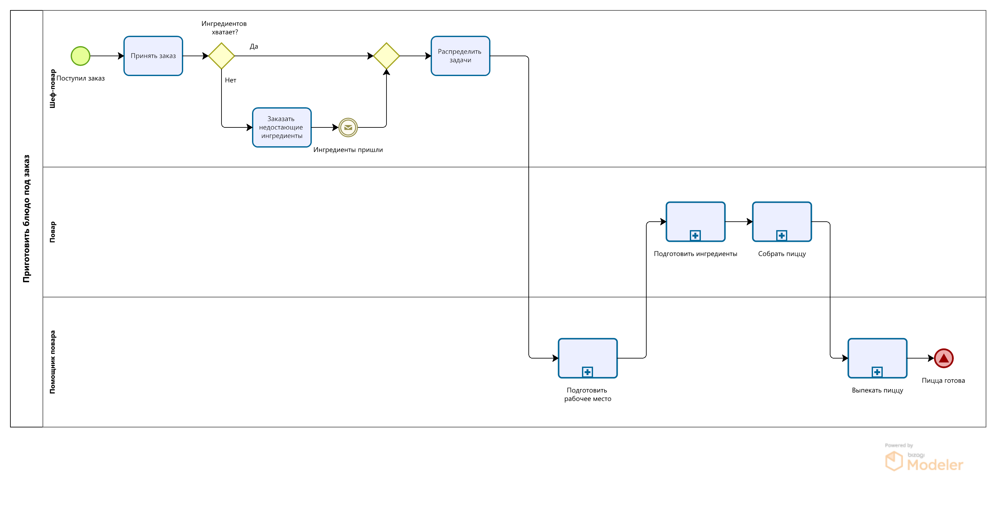 Приготовить блюдо под заказ
Шеф-повар
Ингредиентов
хватает?
Да
Поступил заказ
Принять заказ
Нет
Распределить
задачи
Заказать
недостающие
ингредиенты
Ингредиенты пришли
Повар
Подготовить ингредиенты
Собрать пиццу
Помощник повара
Подготовить
рабочее место
Выпекать пиццу
Пицца готова
Powered by
bizagi
Modeler